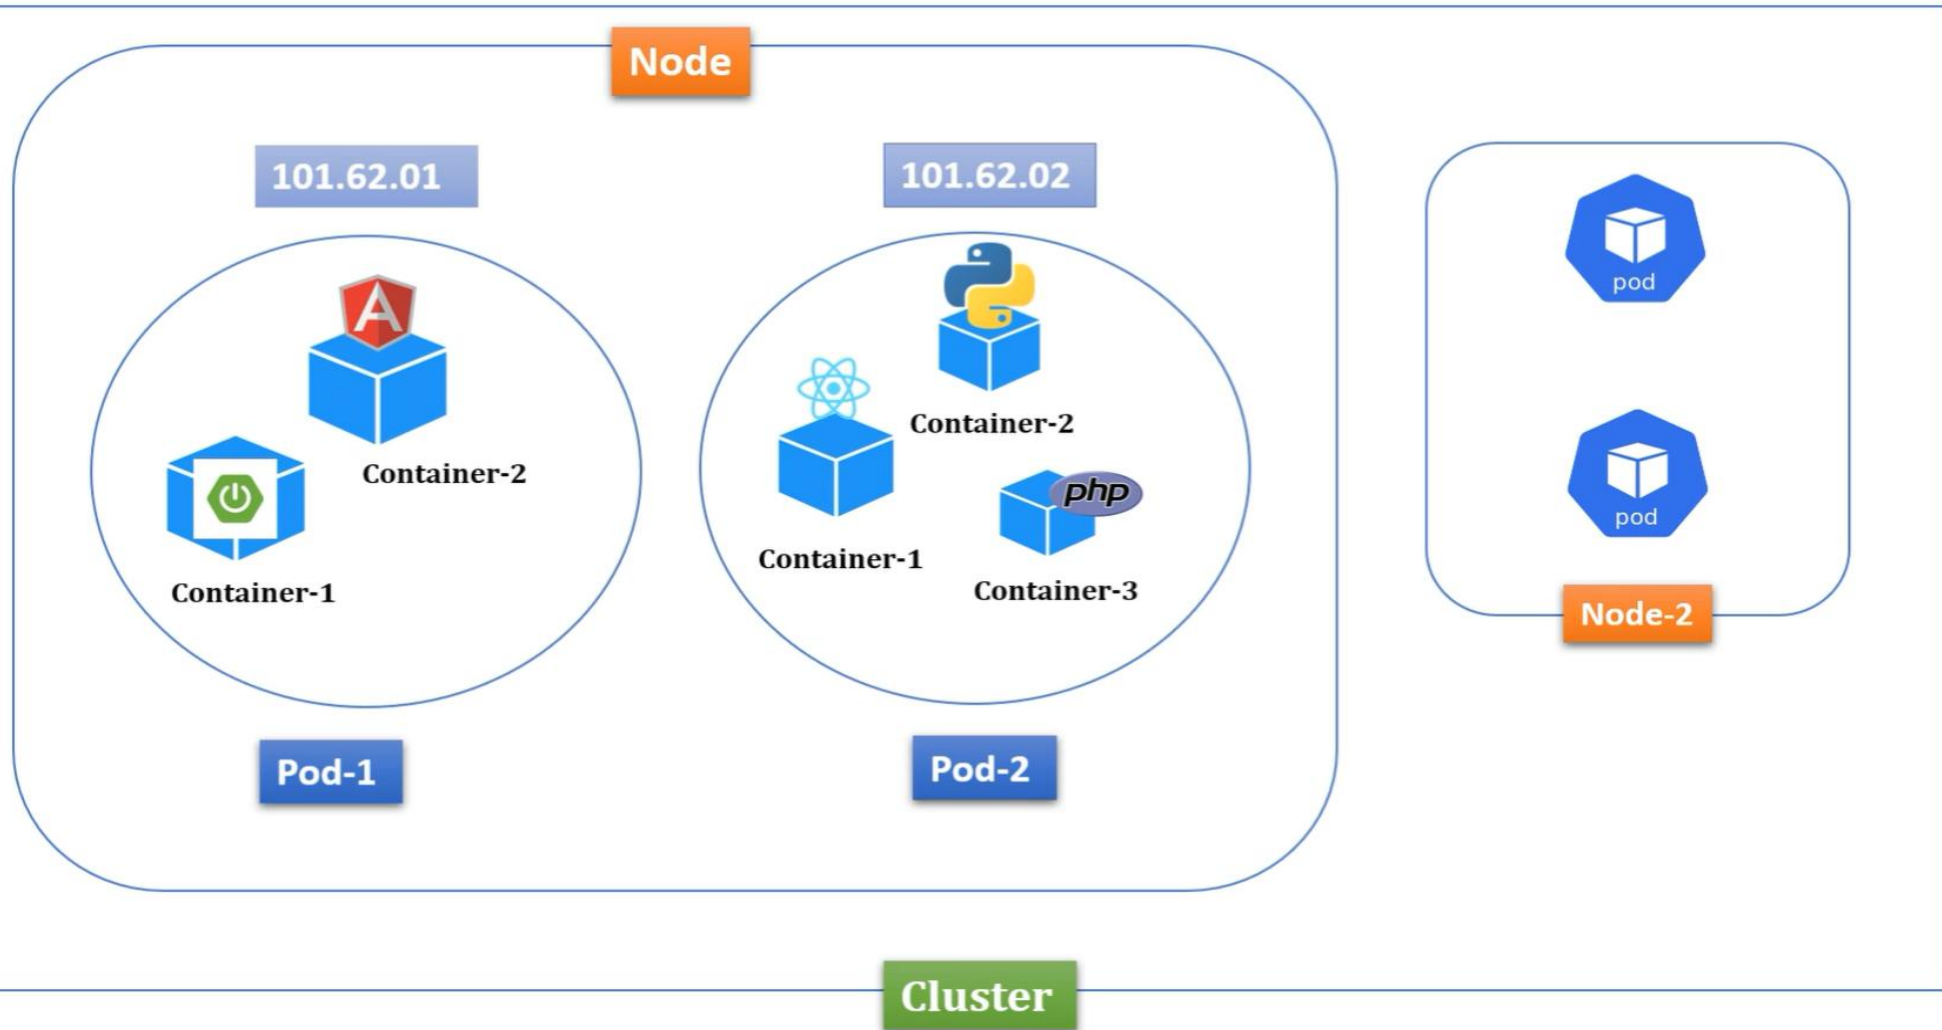 Node
101.62.01
101.62.02
Container-2
Container-1
Container-2
Container-1
php
Container-3
Pod-1
Pod-2
pod
pod
Node-2
Cluster